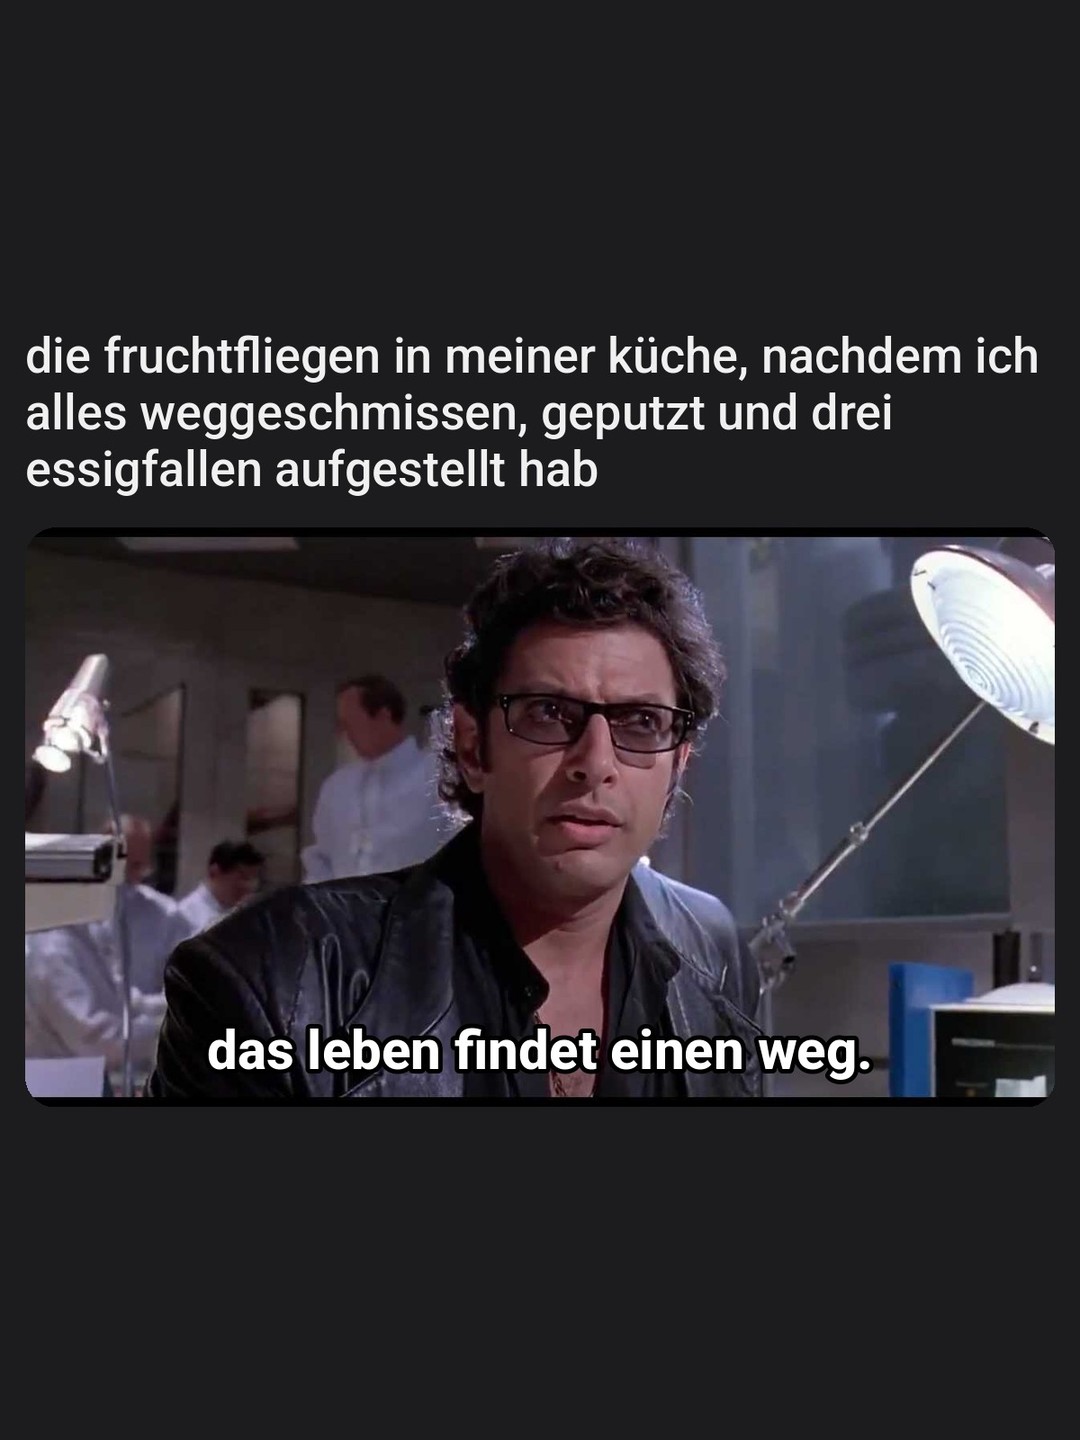 die fruchtfliegen in meiner küche, nachdem ich
alles weggeschmissen, geputzt und drei
essigfallen aufgestellt hab
das leben findet einen weg.